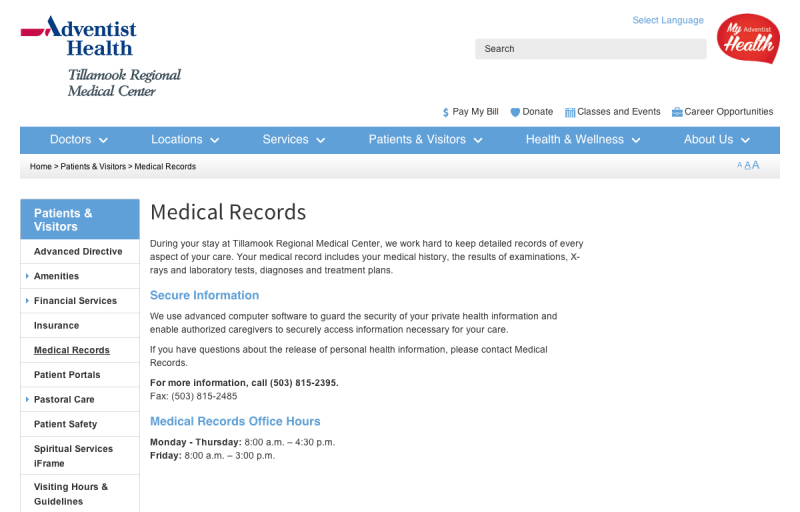 Adventist
Health
Tillamook Regional
Medical Center
Select Language
Search
My Adventist
Health
Pay My Bill
Donate
Classes and Events
Career Opportunities
Doctors
Locations
Services
Patients & Visitors
Health & Wellness
About Us
Home > Patients & Visitors > Medical Records
A A A
Patients &
Visitors
Advanced Directive
Amenities
Financial Services
Insurance
Medical Records
Patient Portals
Pastoral Care
Patient Safety
Spiritual Services
iFrame
Visiting Hours &
Guidelines
Medical Records
During your stay at Tillamook Regional Medical Center, we work hard to keep detailed records of every
aspect of your care. Your medical record includes your medical history, the results of examinations, X-
rays and laboratory tests, diagnoses and treatment plans.
Secure Information
We use advanced computer software to guard the security of your private health information and
enable authorized caregivers to securely access information necessary for your care.
If you have questions about the release of personal health information, please contact Medical
Records.
For more information, call (503) 815-2395.
Fax: (503) 815-2485
Medical Records Office Hours
Monday - Thursday: 8:00 a.m. – 4:30 p.m.
Friday: 8:00 a.m. – 3:00 p.m.